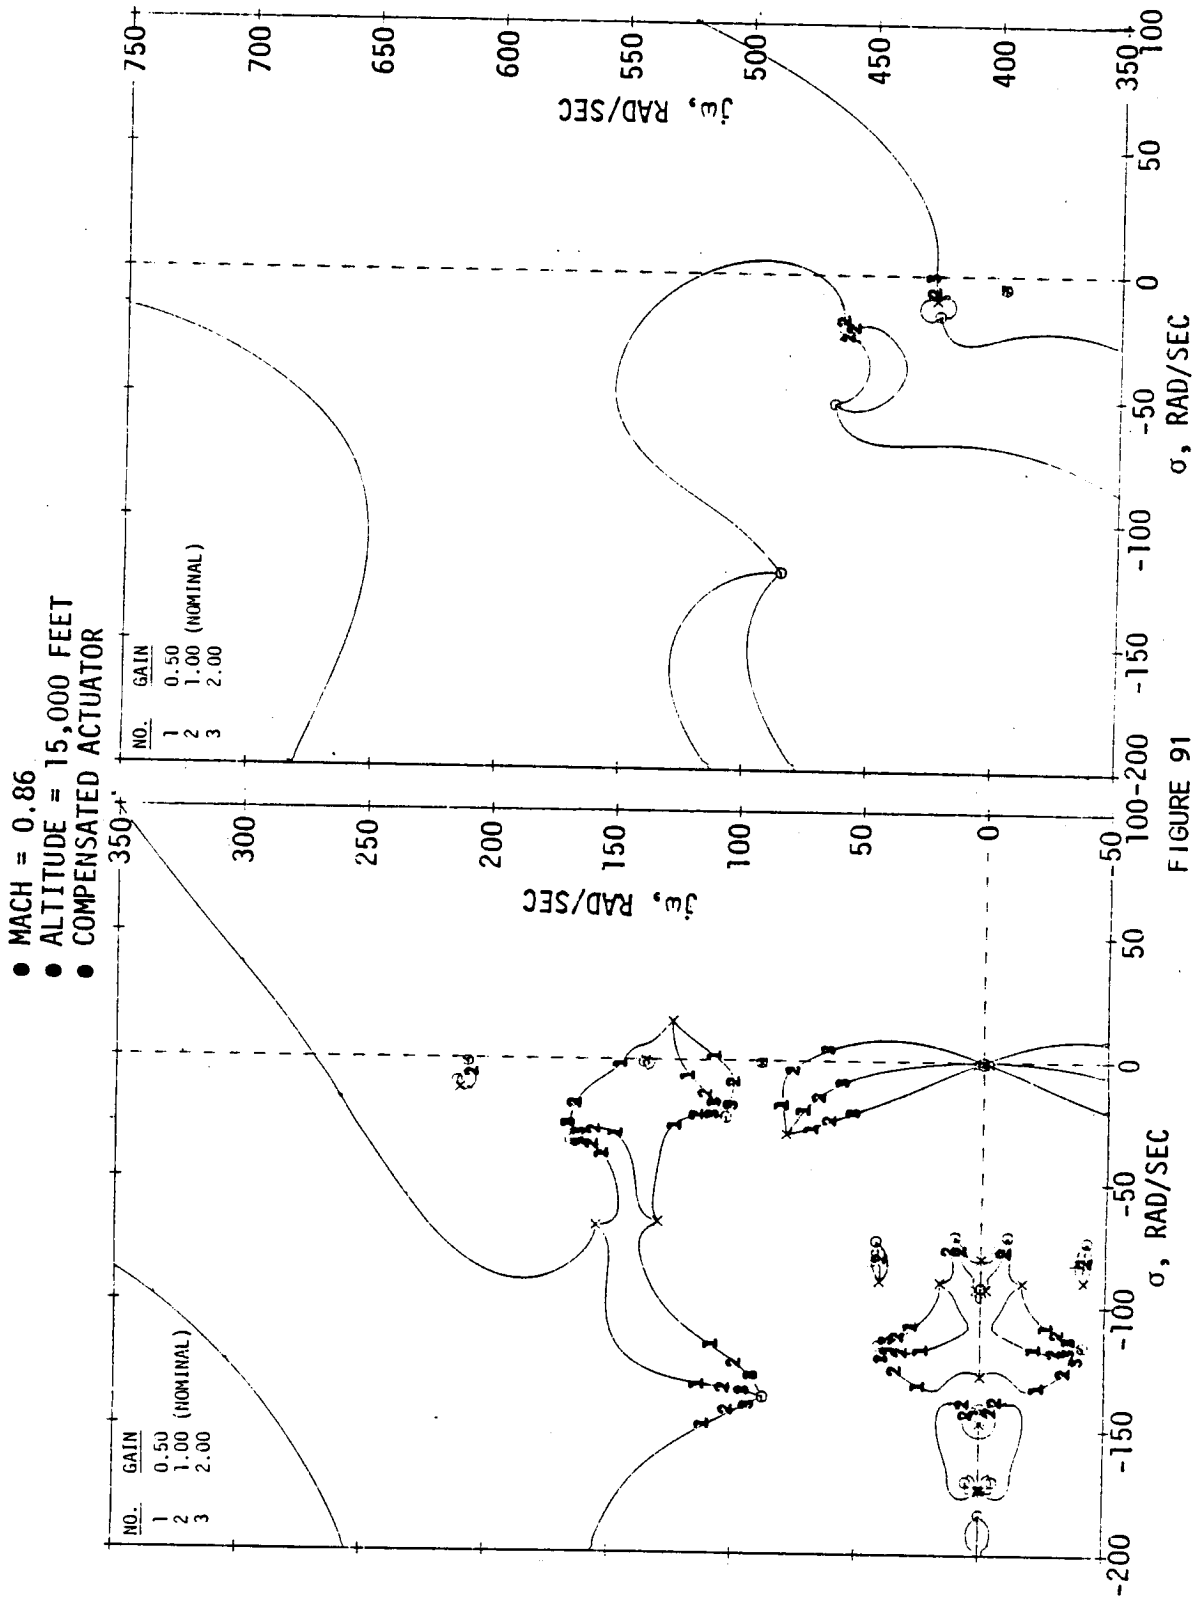 ● MACH = 0.86
● ALTITUDE = 15,000 FEET
● COMPENSATED ACTUATOR
NO. GAIN
1 0.50
2 1.00 (NOMINAL)
3 2.00
350
300
250
200
150
100
50
0
50
jω, RAD/SEC
-200 -150 -100 -50 0 50 100
σ, RAD/SEC
NO. GAIN
1 0.50
2 1.00 (NOMINAL)
3 2.00
750
700
650
600
550
500
450
400
350
jω, RAD/SEC
-200 -150 -100 -50 0 50 100
σ, RAD/SEC
FIGURE 91